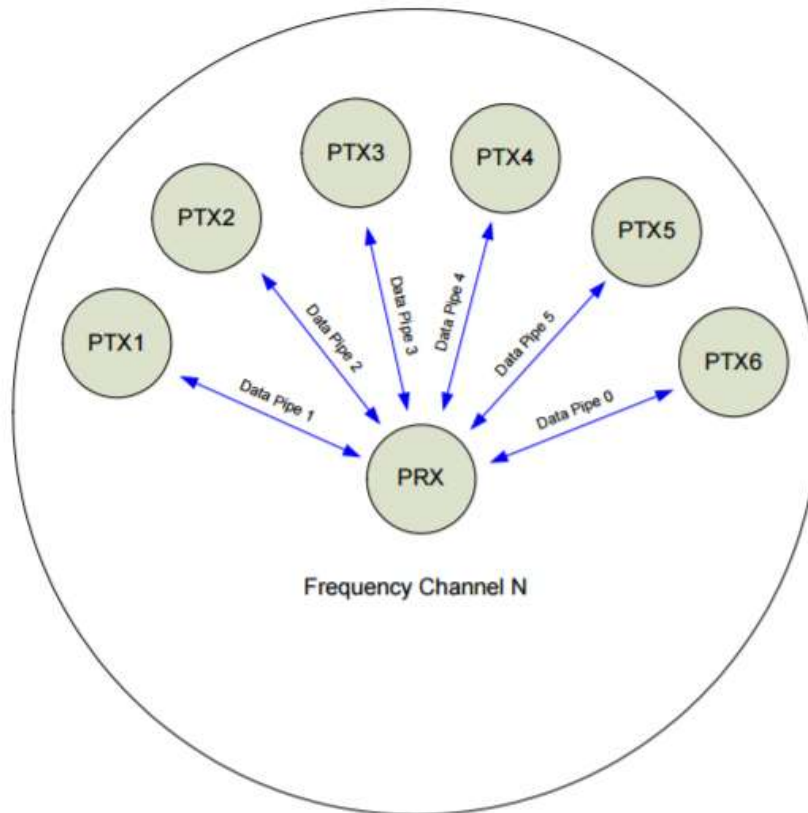 PTX3
PTX4
PTX2
PTX5
PTX1
PTX6
Data Pipe 1
Data Pipe 2
Data Pipe 3
Data Pipe 4
Data Pipe 5
Data Pipe 0
PRX
Frequency Channel N